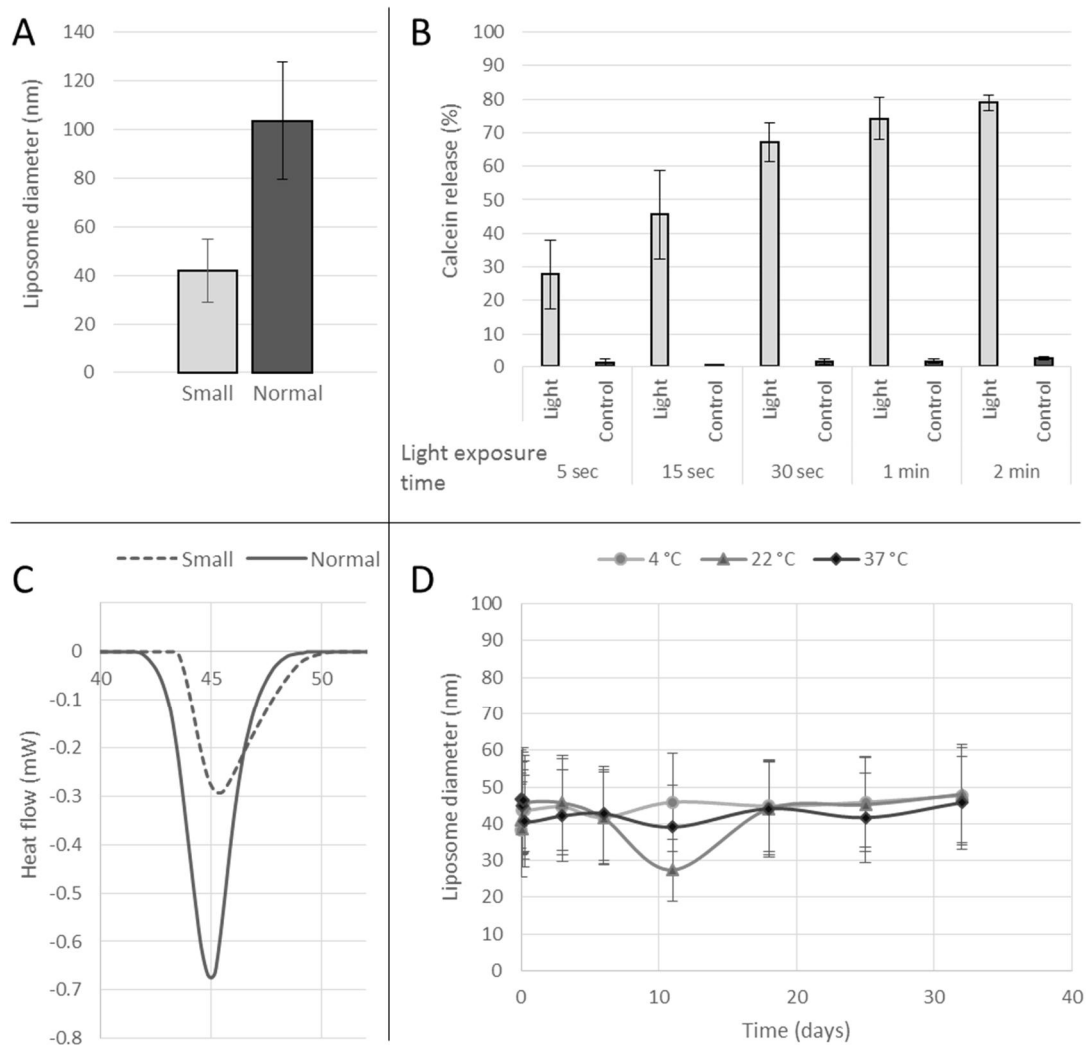 A
Liposome diameter (nm)
140
120
100
80
60
40
20
0
Small Normal
B
Calcein release (%)
100
90
80
70
60
50
40
30
20
10
0
Light Control Light Control Light Control Light Control Light Control
Light exposure
time
5 sec 15 sec 30 sec 1 min 2 min
C
Small Normal
Heat flow (mW)
0
40 45 50
-0.1
-0.2
-0.3
-0.4
-0.5
-0.6
-0.7
-0.8
D
4 °C 22 °C 37 °C
Liposome diameter (nm)
100
90
80
70
60
50
40
30
20
10
0
0 10 20 30 40
Time (days)